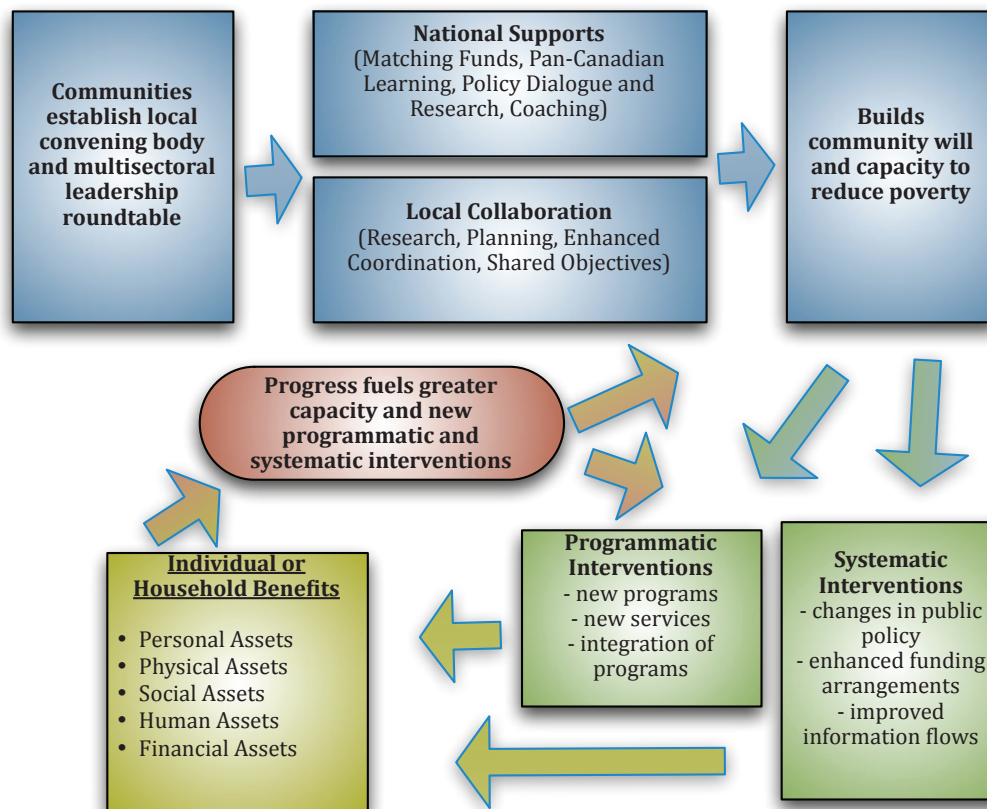 Communities
establish local
convening body
and multisectoral
leadership
roundtable
National Supports
(Matching Funds, Pan-Canadian
Learning, Policy Dialogue and
Research, Coaching)
Local Collaboration
(Research, Planning, Enhanced
Coordination, Shared Objectives)
Builds
community will
and capacity to
reduce poverty
Progress fuels greater
capacity and new
programmatic and
systematic interventions
Individual or
Household Benefits
• Personal Assets
• Physical Assets
• Social Assets
• Human Assets
• Financial Assets
Programmatic
Interventions
- new programs
- new services
- integration of
programs
Systematic
Interventions
- changes in public
policy
- enhanced funding
arrangements
- improved
information flows